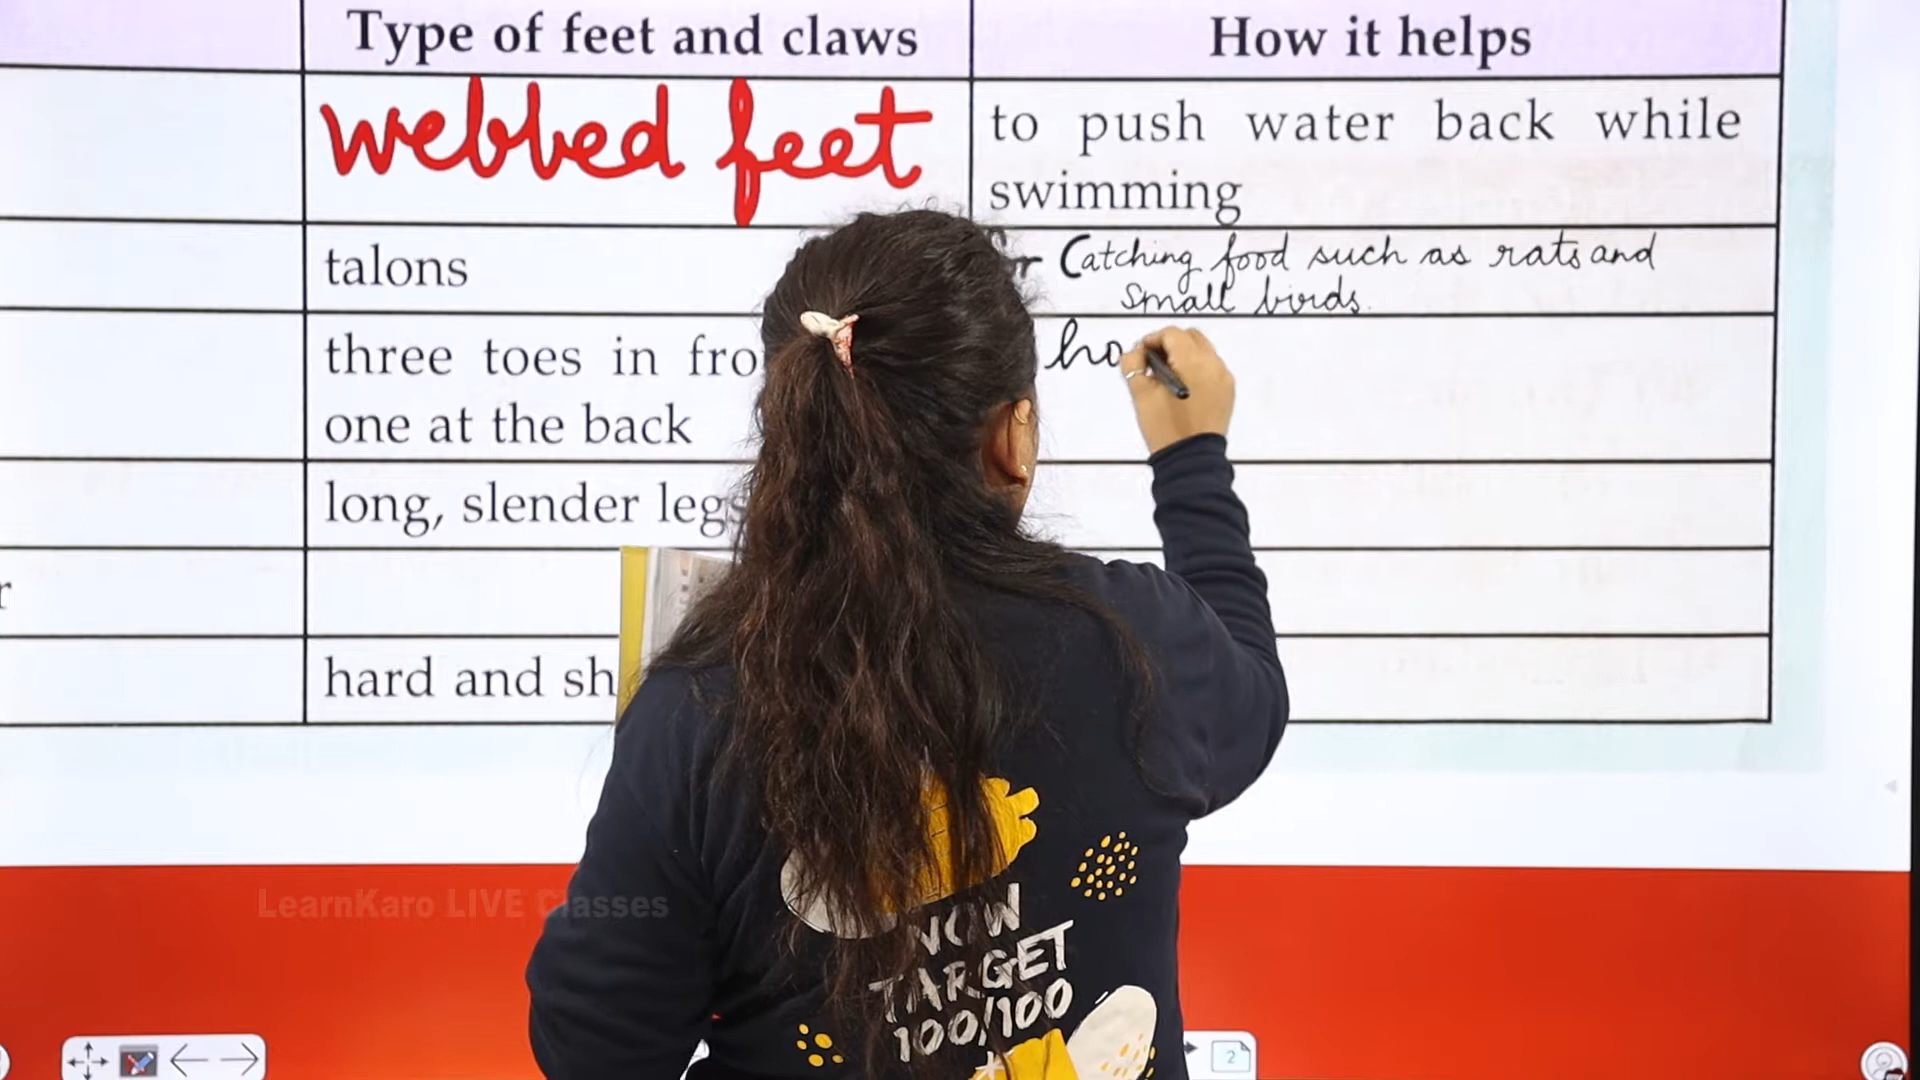 Type of feet and claws
How it helps
webbed feet
to push water back while
swimming
talons
Catching food such as rats and
small birds.
three toes in fro
one at the back
ho
long, slender legs
r
hard and sh
LearnKaro LIVE Classes
NOW
TARGET
100/100
2